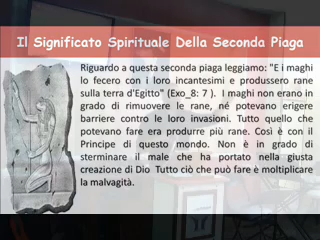 Il Significato Spirituale Della Seconda Piaga
Riguardo a questa seconda piaga leggiamo: "E i maghi
lo fecero con i loro incantesimi e produssero rane
sulla terra d'Egitto" (Exo_8: 7 ). I maghi non erano in
grado di rimuovere le rane, né potevano erigere
barriere contro le loro invasioni. Tutto quello che
potevano fare era produrre più rane. Così è con il
Principe di questo mondo. Non è in grado di
sterminare il male che ha portato nella giusta
creazione di Dio Tutto ciò che può fare è moltiplicare
la malvagità.